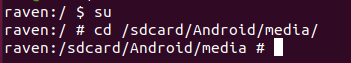 raven:/ $ su
raven:/ # cd /sdcard/Android/media/
raven:/sdcard/Android/media #